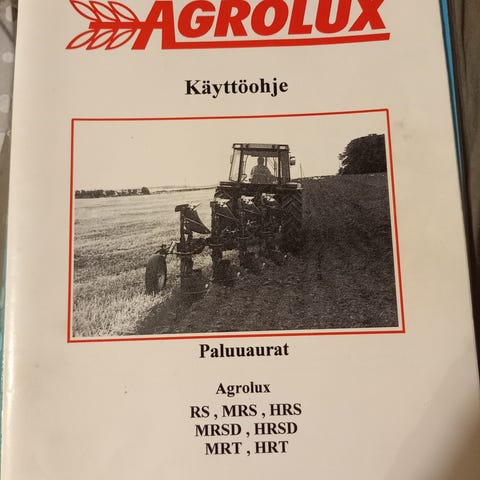 AGROLUX
Käyttöohje
Paluuaurat
Agrolux
RS , MRS , HRS
MRSD , HRSD
MRT , HRT